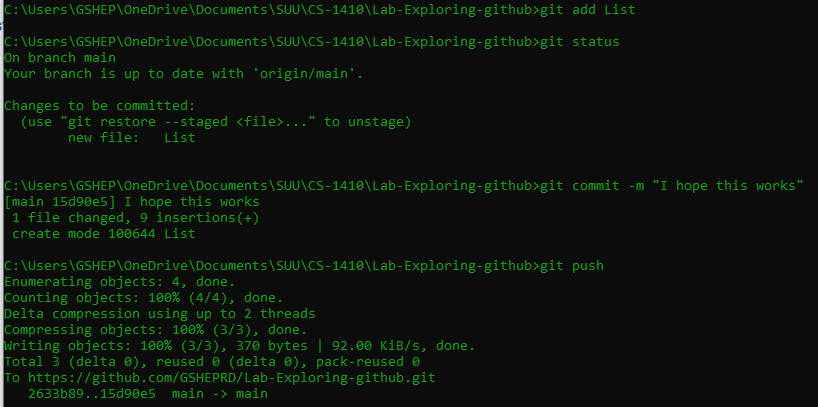 C:\Users\GSHEP\OneDrive\Documents\SUU\CS-1410\Lab-Exploring-github>git add List
C:\Users\GSHEP\OneDrive\Documents\SUU\CS-1410\Lab-Exploring-github>git status
On branch main
Your branch is up to date with 'origin/main'.
Changes to be committed:
  (use "git restore --staged <file>..." to unstage)
        new file:   List
C:\Users\GSHEP\OneDrive\Documents\SUU\CS-1410\Lab-Exploring-github>git commit -m "I hope this works"
[main 15d90e5] I hope this works
 1 file changed, 9 insertions(+)
 create mode 100644 List
C:\Users\GSHEP\OneDrive\Documents\SUU\CS-1410\Lab-Exploring-github>git push
Enumerating objects: 4, done.
Counting objects: 100% (4/4), done.
Delta compression using up to 2 threads
Compressing objects: 100% (3/3), done.
Writing objects: 100% (3/3), 370 bytes | 92.00 KiB/s, done.
Total 3 (delta 0), reused 0 (delta 0), pack-reused 0
To https://github.com/GSHEPRD/Lab-Exploring-github.git
   2633b89..15d90e5  main -> main